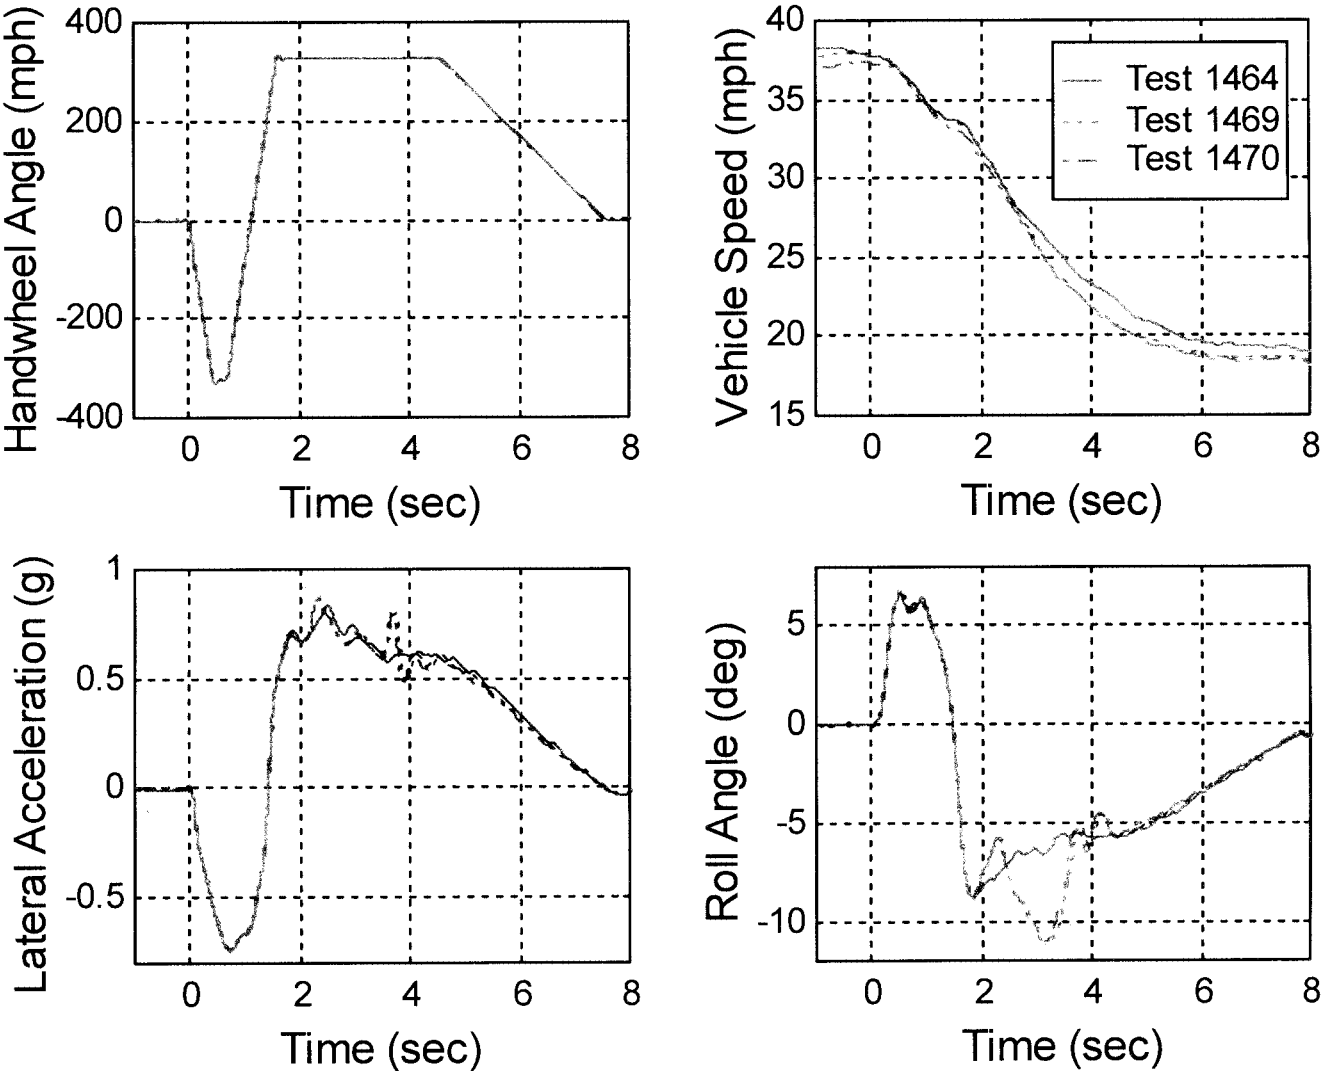 Handwheel Angle (mph)
400
200
0
-200
-400
0 2 4 6 8
Time (sec)
Vehicle Speed (mph)
40
35
30
25
20
15
Test 1464
Test 1469
Test 1470
0 2 4 6 8
Time (sec)
Lateral Acceleration (g)
1
0.5
0
-0.5
0 2 4 6 8
Time (sec)
Roll Angle (deg)
5
0
-5
-10
0 2 4 6 8
Time (sec)